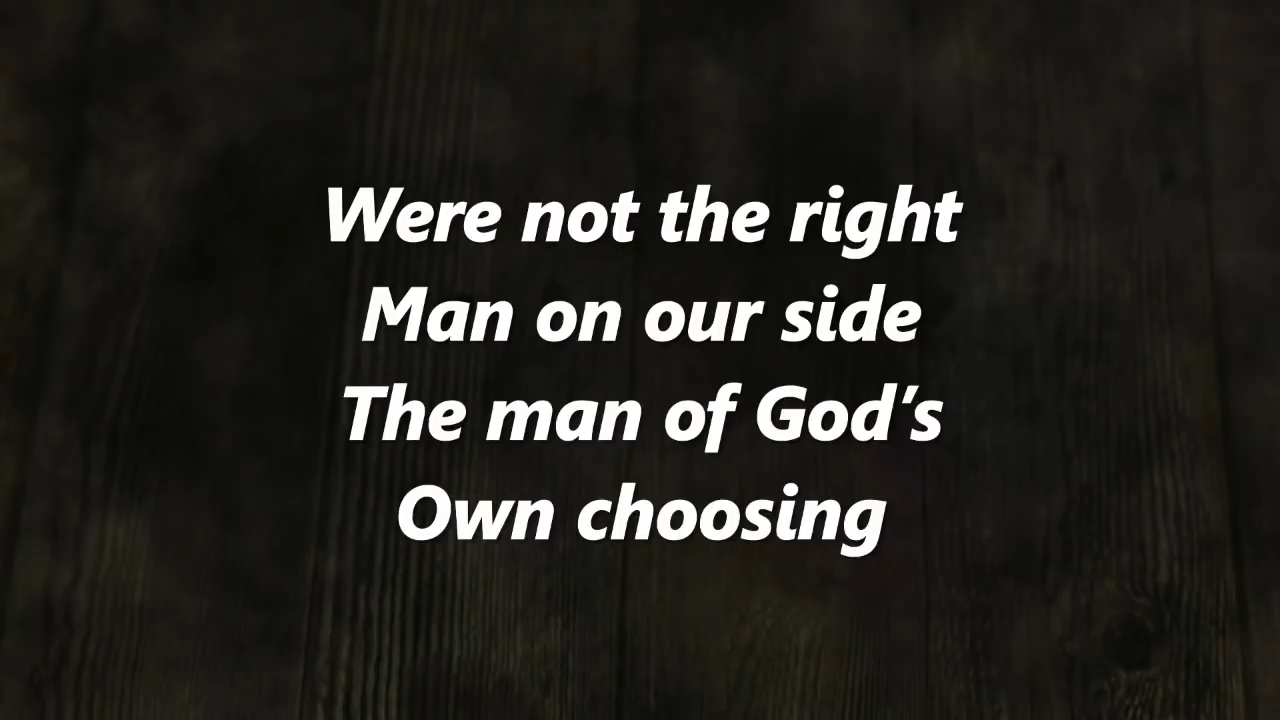 Were not the right
Man on our side
The man of God’s
Own choosing